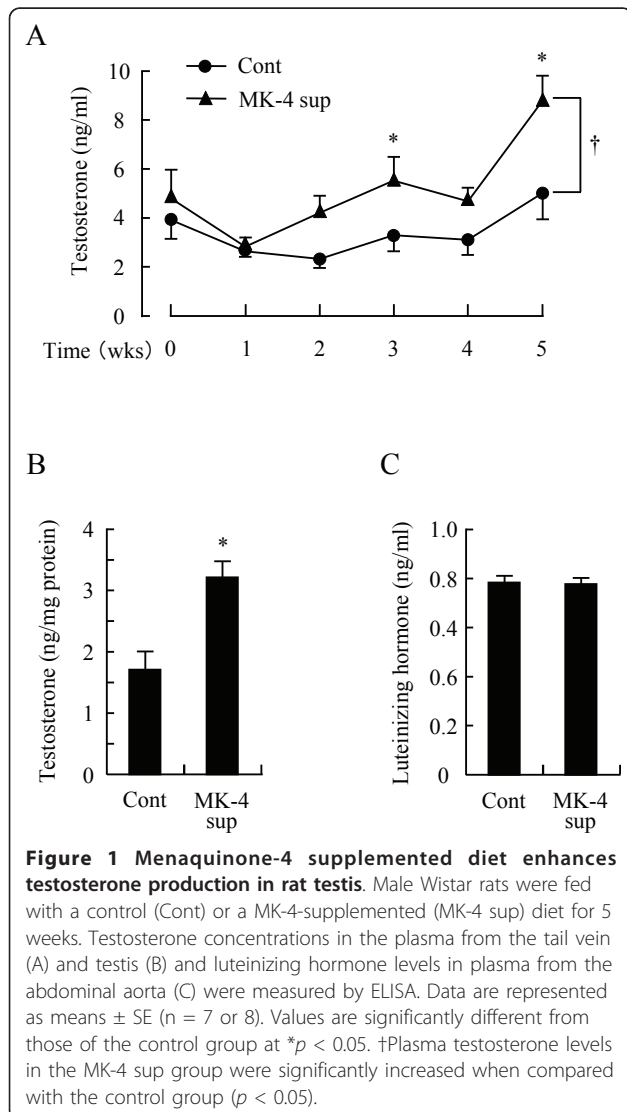 A
Testosterone (ng/ml)
10
8
6
4
2
0
Cont
MK-4 sup
*
*
†
Time (wks) 0 1 2 3 4 5
B
Testosterone (ng/mg protein)
4
3
2
1
0
*
Cont MK-4
sup
C
Luteinizing hormone (ng/ml)
1.0
0.8
0.4
0.6
0.2
0
Cont MK-4
sup
Figure 1 Menaquinone-4 supplemented diet enhances
testosterone production in rat testis. Male Wistar rats were fed
with a control (Cont) or a MK-4-supplemented (MK-4 sup) diet for 5
weeks. Testosterone concentrations in the plasma from the tail vein
(A) and testis (B) and luteinizing hormone levels in plasma from the
abdominal aorta (C) were measured by ELISA. Data are represented
as means ± SE (n = 7 or 8). Values are significantly different from
those of the control group at *p < 0.05. †Plasma testosterone levels
in the MK-4 sup group were significantly increased when compared
with the control group (p < 0.05).